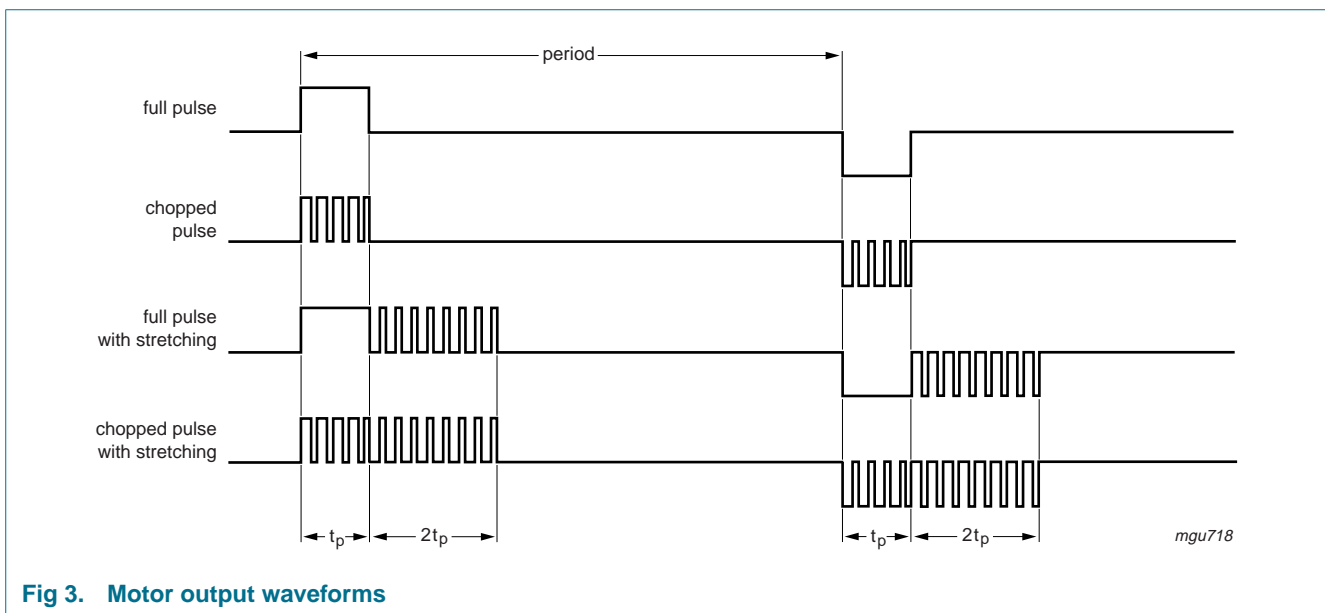 period
full pulse
chopped
pulse
full pulse
with stretching
chopped pulse
with stretching
tp 2tp tp 2tp
mgu718
Fig 3. Motor output waveforms